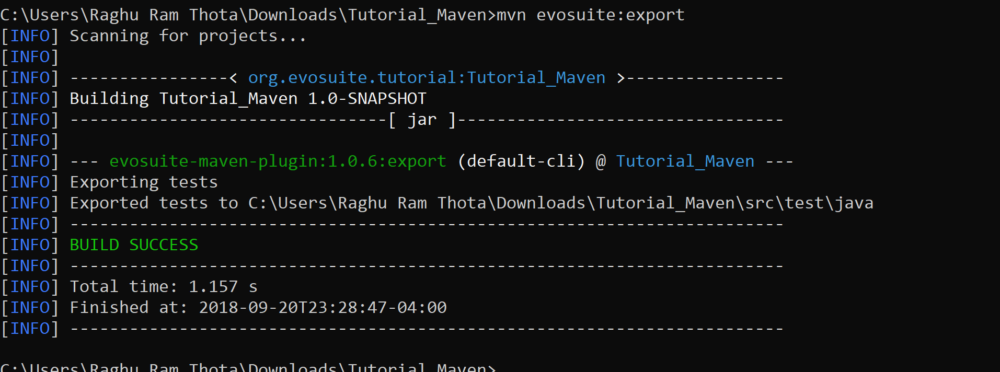 C:\Users\Raghu Ram Thota\Downloads\Tutorial_Maven>mvn evosuite:export
[INFO] Scanning for projects...
[INFO]
[INFO] ----------------< org.evosuite.tutorial:Tutorial_Maven >----------------
[INFO] Building Tutorial_Maven 1.0-SNAPSHOT
[INFO] --------------------------------[ jar ]---------------------------------
[INFO]
[INFO] --- evosuite-maven-plugin:1.0.6:export (default-cli) @ Tutorial_Maven ---
[INFO] Exporting tests
[INFO] Exported tests to C:\Users\Raghu Ram Thota\Downloads\Tutorial_Maven\src\test\java
[INFO] ------------------------------------------------------------------------
[INFO] BUILD SUCCESS
[INFO] ------------------------------------------------------------------------
[INFO] Total time: 1.157 s
[INFO] Finished at: 2018-09-20T23:28:47-04:00
[INFO] ------------------------------------------------------------------------
C:\Users\Raghu Ram Thota\Downloads\Tutorial_Maven>